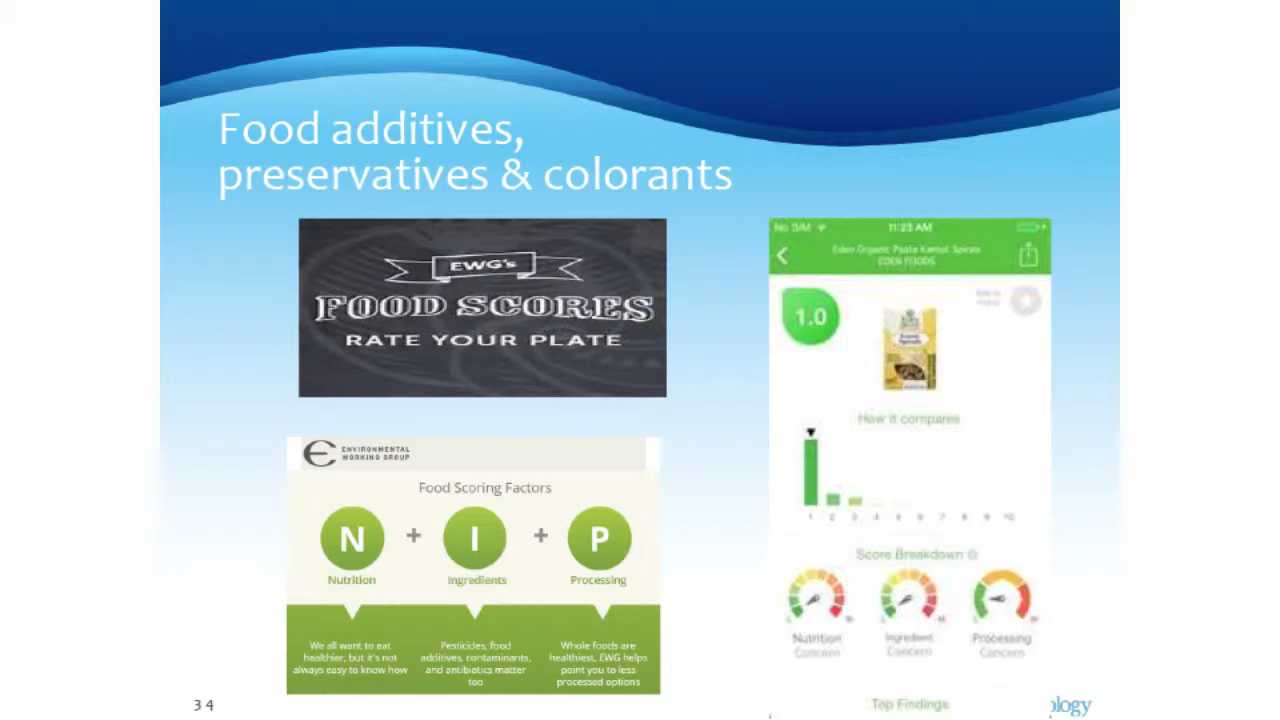 Food additives,
preservatives & colorants
EWG's
FOOD SCORES
RATE YOUR PLATE
ENVIRONMENTAL
WORKING GROUP
Food Scoring Factors
N + I + P
Nutrition Ingredients Processing
We all want to eat
healthier, but it's not
always easy to know how
Pesticides, food
additives, contaminants,
and antibiotics matter
too
Whole foods are
healthiest, EWG helps
point you to less
processed options
No SIM 11:23 AM
Eden Organic Pasta Kamut Spirals
EDEN FOODS
1.0
How it compares
1 2 3 4 5 6 7 8 9 10
Score Breakdown
L H L H L H
Nutrition Ingredient Processing
Concern Concern Concern
Top Findings
34
ology